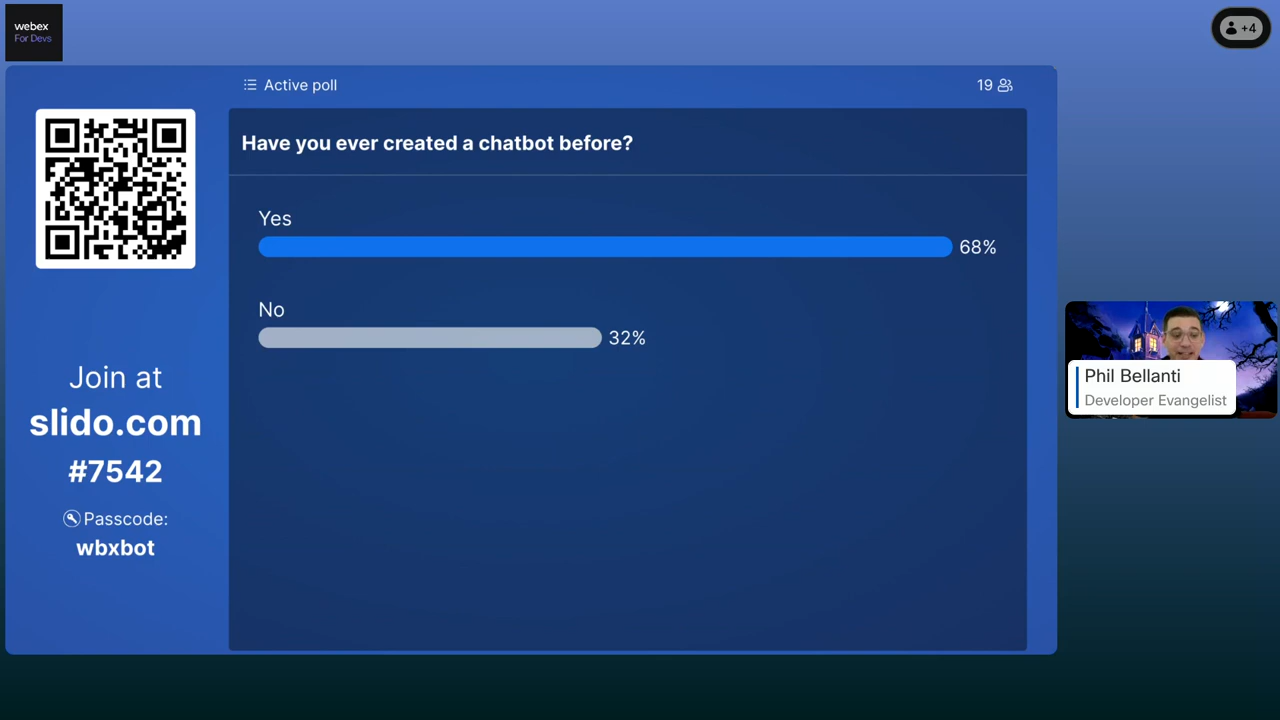 webex
For Devs
+4
Active poll
19
Have you ever created a chatbot before?
Yes
68%
No
32%
Join at
slido.com
#7542
Passcode:
wbxbot
Phil Bellanti
Developer Evangelist